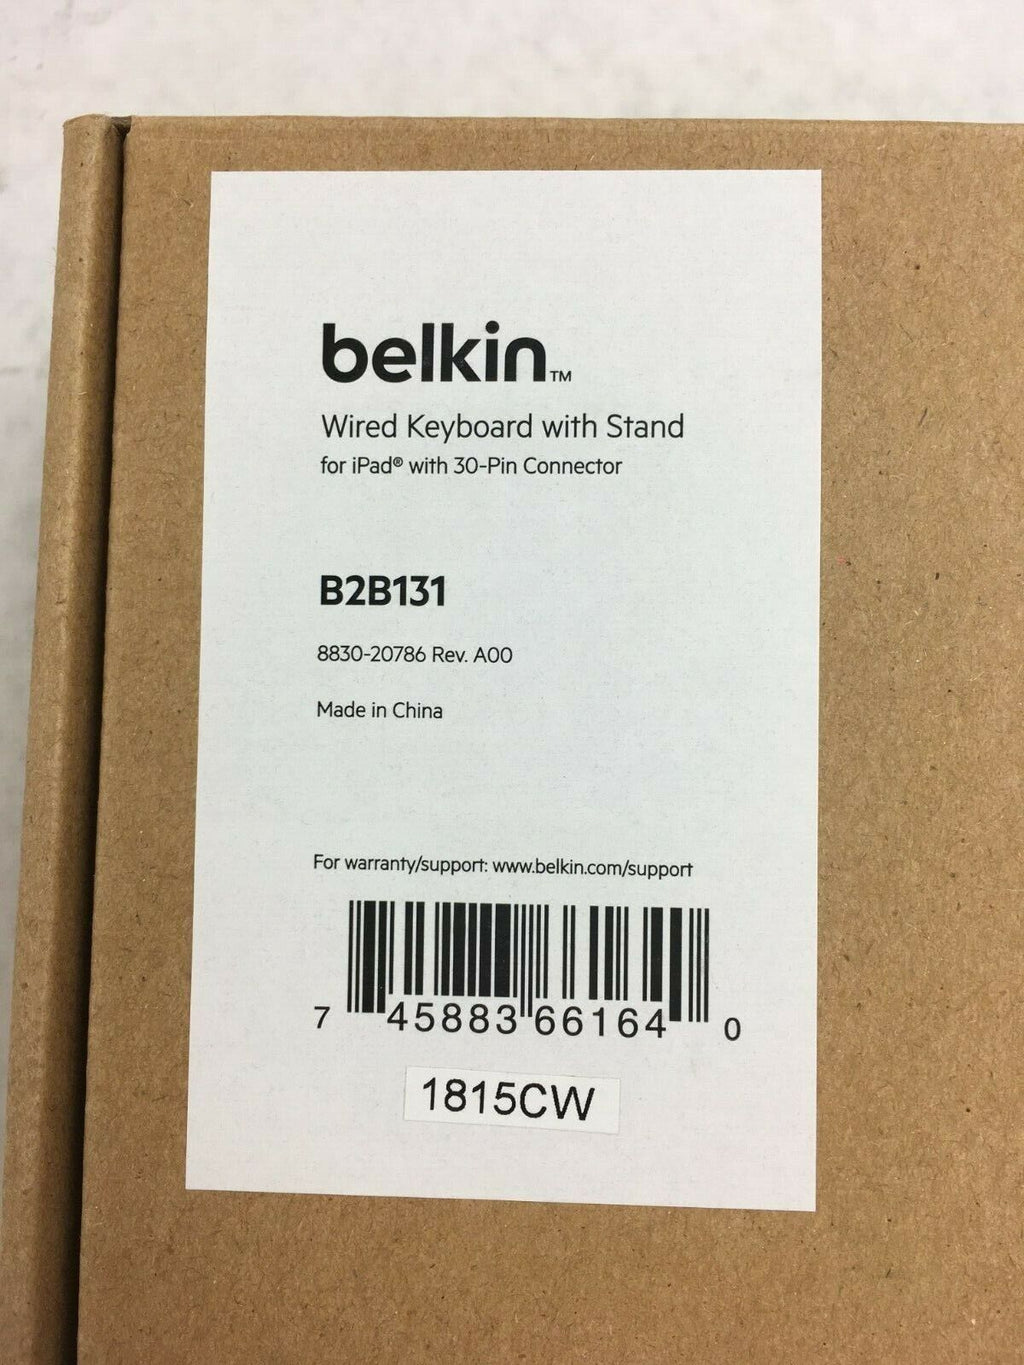 belkin™
Wired Keyboard with Stand
for iPad® with 30-Pin Connector
B2B131
8830-20786 Rev. A00
Made in China
For warranty/support: www.belkin.com/support
7 45883 66164 0
1815CW